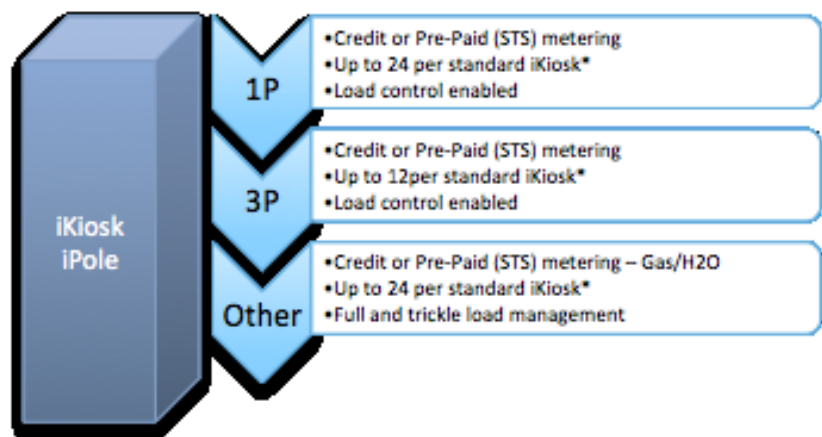 iKiosk
iPole
1P
•Credit or Pre-Paid (STS) metering
•Up to 24 per standard iKiosk*
•Load control enabled
3P
•Credit or Pre-Paid (STS) metering
•Up to 12per standard iKiosk*
•Load control enabled
Other
•Credit or Pre-Paid (STS) metering – Gas/H2O
•Up to 24 per standard iKiosk*
•Full and trickle load management